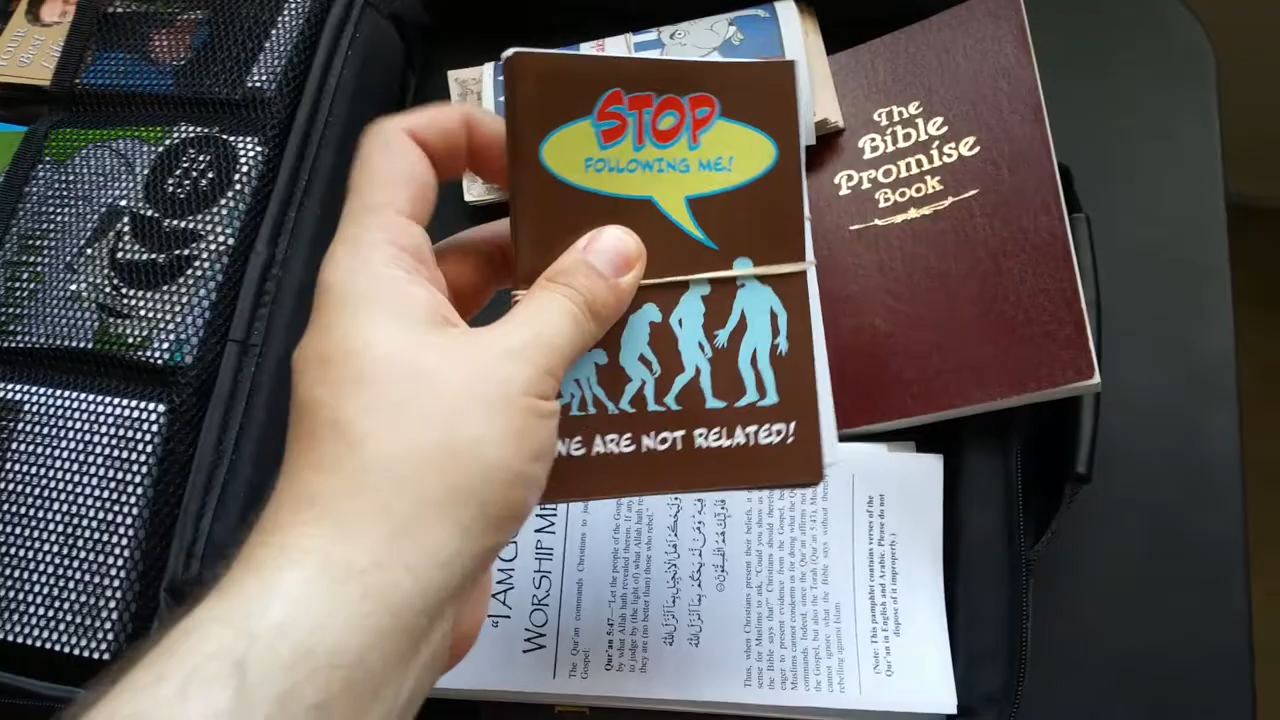 YOUR
Best
STOP
FOLLOWING ME!
WE ARE NOT RELATED!
The
Bible
Promise
Book
"I AM G
WORSHIP ME
The Qur'an commands Christians to
Gospel:
Qur'an 5:47—"Let the people of the
by what Allah hath revealed therein. If any
to judge by (the light of) what Allah hath
they are (no better than) those who rebel."
Thus, when Christians present their beliefs, it
sense for Muslims to ask, "Could you show us
the Bible says that?" Christians should
eager to present evidence from the Gospel,
Muslims cannot condemn us for doing what the
commands. Indeed, since the Qur'an affirms not
the Gospel, but also the Torah (Qur'an 5:43),
cannot ignore what the Bible says without
rebelling against Islam.
(Note: This pamphlet contains verses of the
Qur'an in English and Arabic. Please do not
dispose of it improperly.)